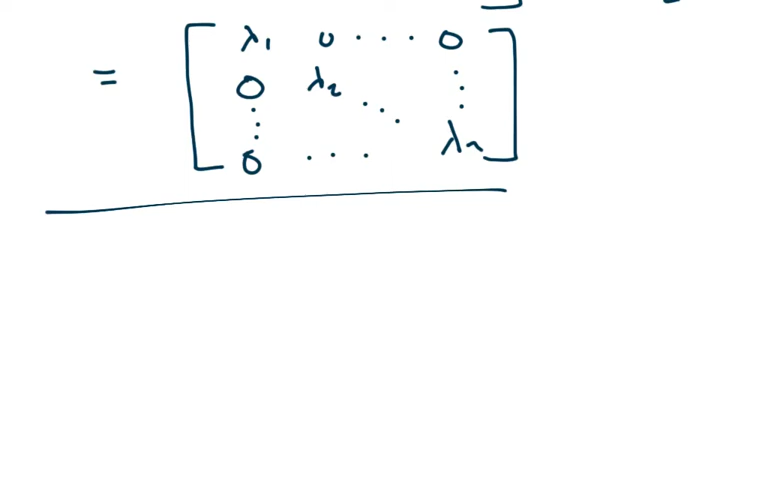 λ₁ 0 ··· 0
= 0 λ₂ ⋱ ⋮
⋮
0 ··· λₙ